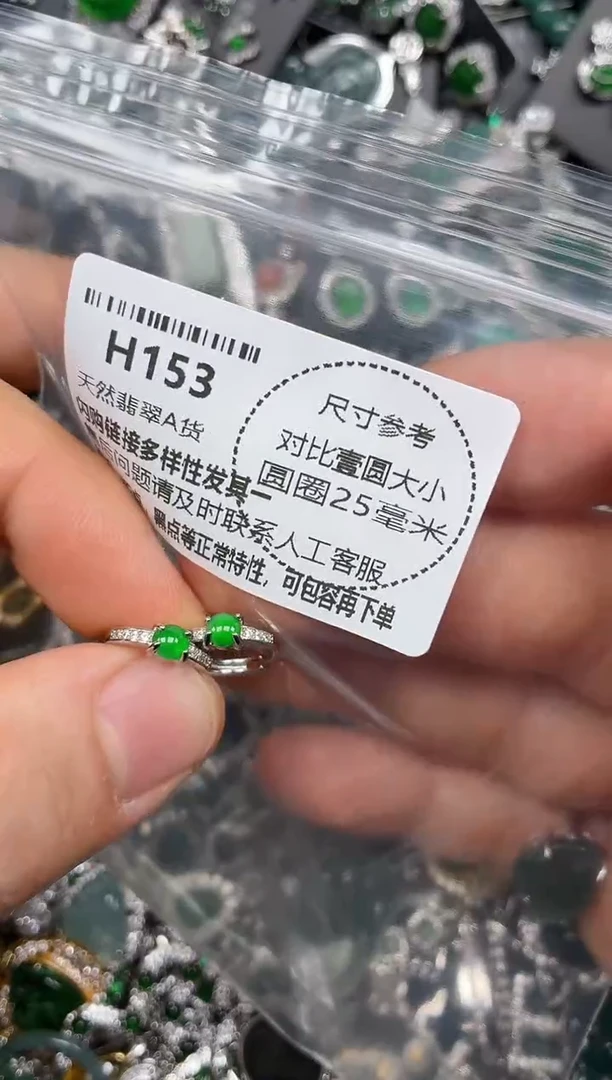 H153
天然翡翠A货
内购链接多样性发其一
后问题请及时联系人工客服
黑点等正常特性，可包容再下单
尺寸参考
对比壹圆大小
圆圈25毫米